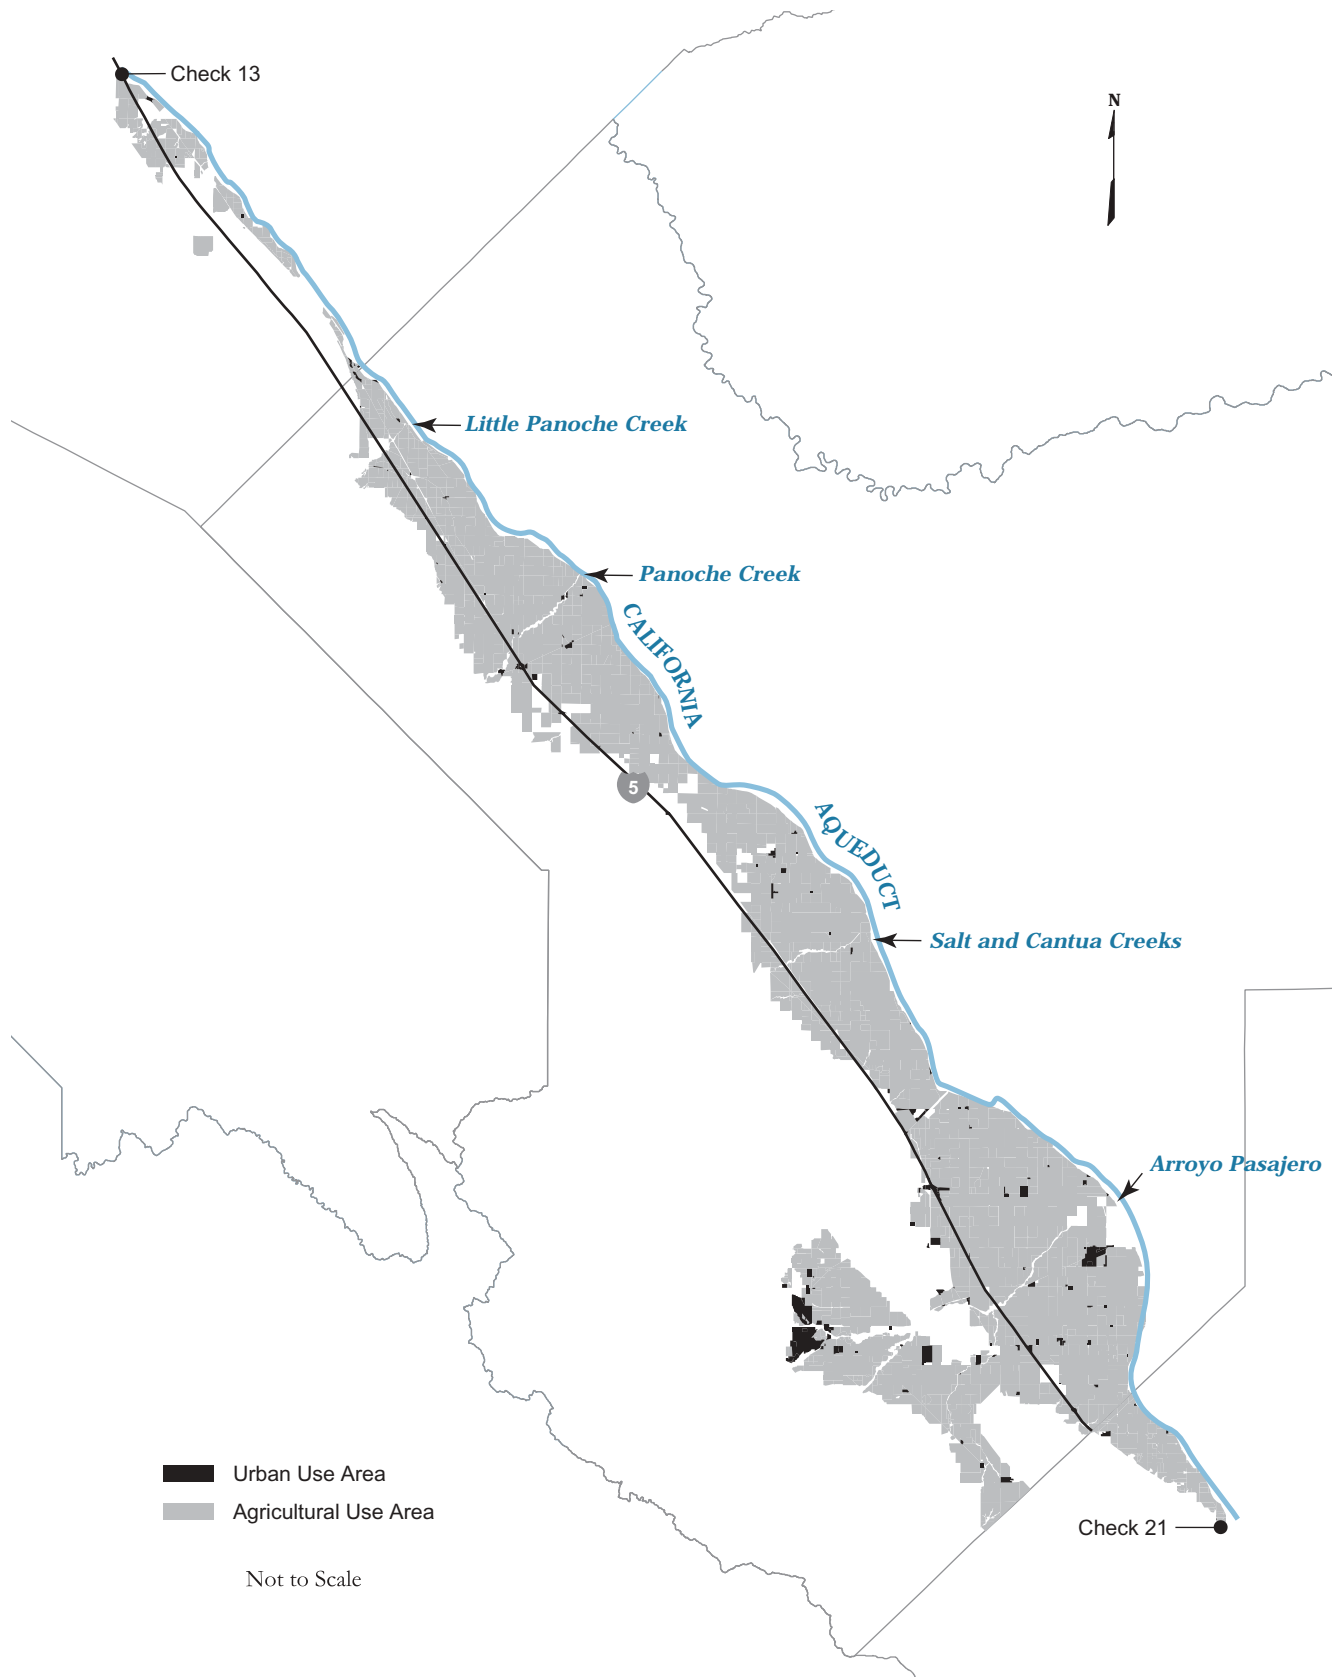 Check 13
N
Little Panoche Creek
Panoche Creek
CALIFORNIA
5
AQUEDUCT
Salt and Cantua Creeks
Arroyo Pasajero
Urban Use Area
Agricultural Use Area
Check 21
Not to Scale